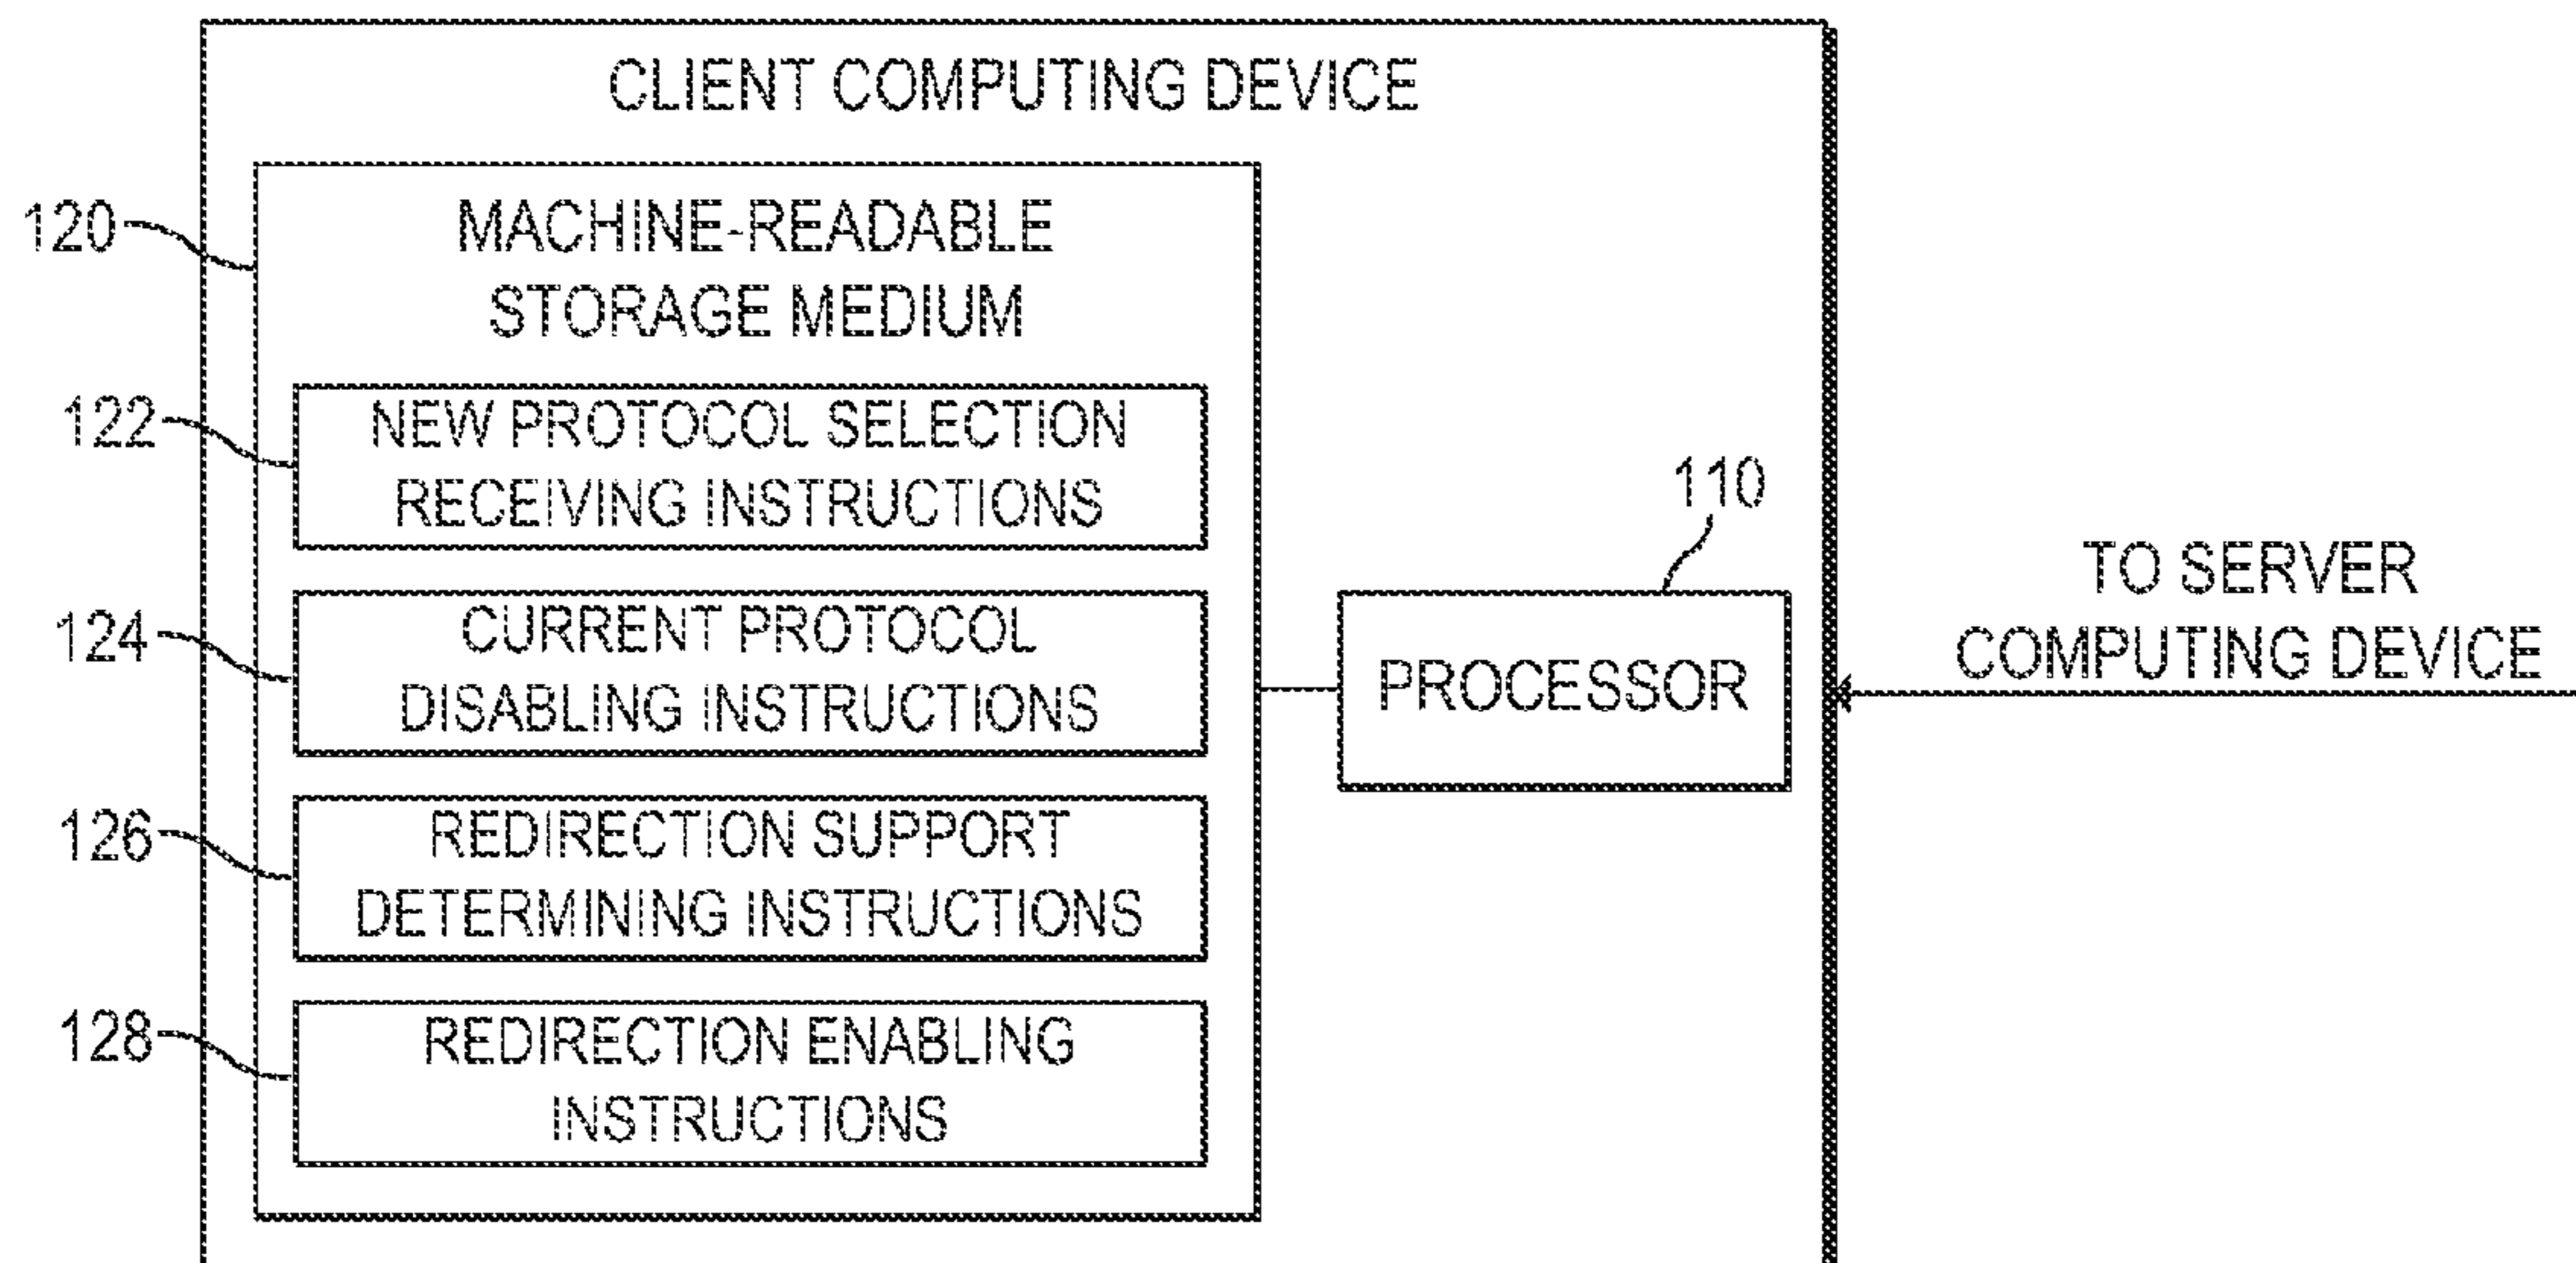 CLIENT COMPUTING DEVICE
120
MACHINE-READABLE
STORAGE MEDIUM
122
NEW PROTOCOL SELECTION
RECEIVING INSTRUCTIONS
124
CURRENT PROTOCOL
DISABLING INSTRUCTIONS
126
REDIRECTION SUPPORT
DETERMINING INSTRUCTIONS
128
REDIRECTION ENABLING
INSTRUCTIONS
110
PROCESSOR
TO SERVER
COMPUTING DEVICE